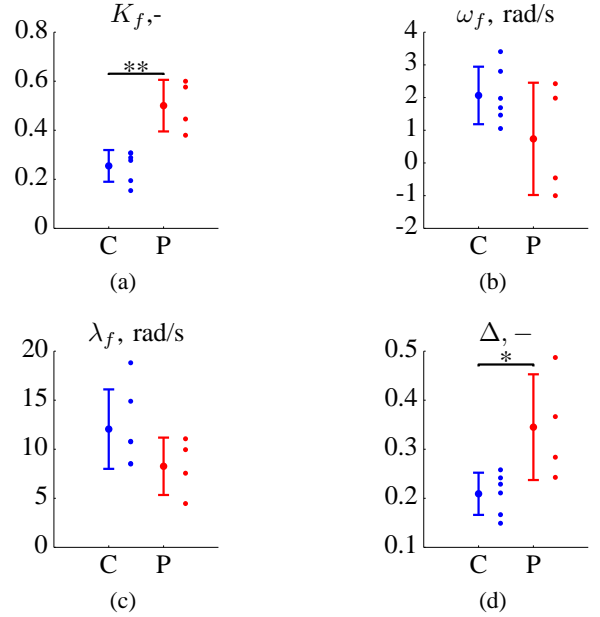 K_f,-
0.8
0.6
0.4
0.2
0
**
C P
(a)
ω_f, rad/s
4
3
2
1
0
-1
-2
C P
(b)
λ_f, rad/s
20
15
10
5
0
C P
(c)
Δ, −
0.5
0.4
0.3
0.2
0.1
*
C P
(d)